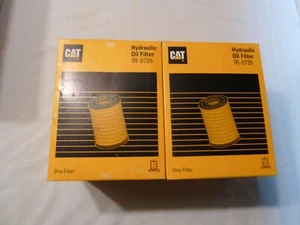 CAT
Hydraulic
Oil Filter
1R-0735
One Filter
CAT
Hydraulic
Oil Filter
1R-0735
One Filter